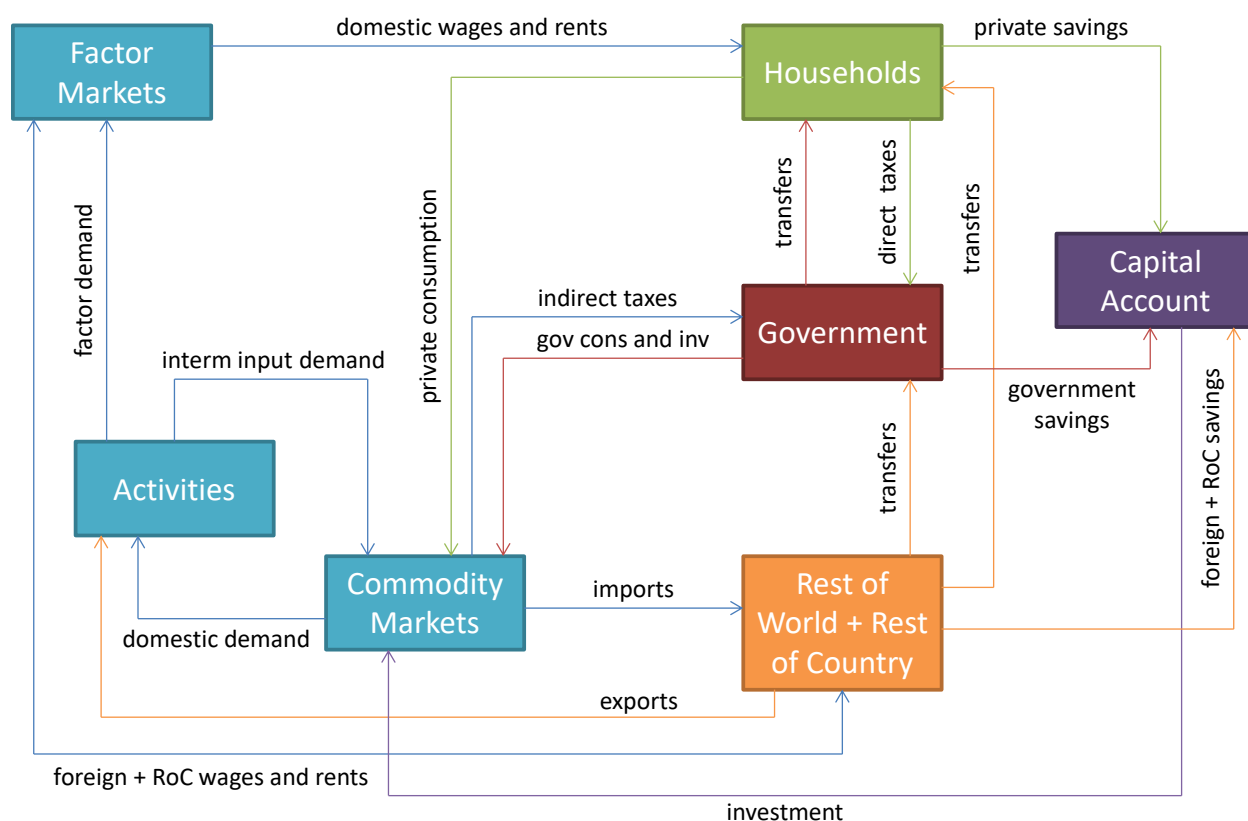 domestic wages and rents
private savings
Factor
Markets
Households
factor demand
private consumption
transfers
direct taxes
transfers
Capital
Account
indirect taxes
gov cons and inv
Government
interm input demand
government
savings
Activities
transfers
foreign + RoC savings
Commodity
Markets
imports
Rest of
World + Rest
of Country
domestic demand
exports
foreign + RoC wages and rents
investment